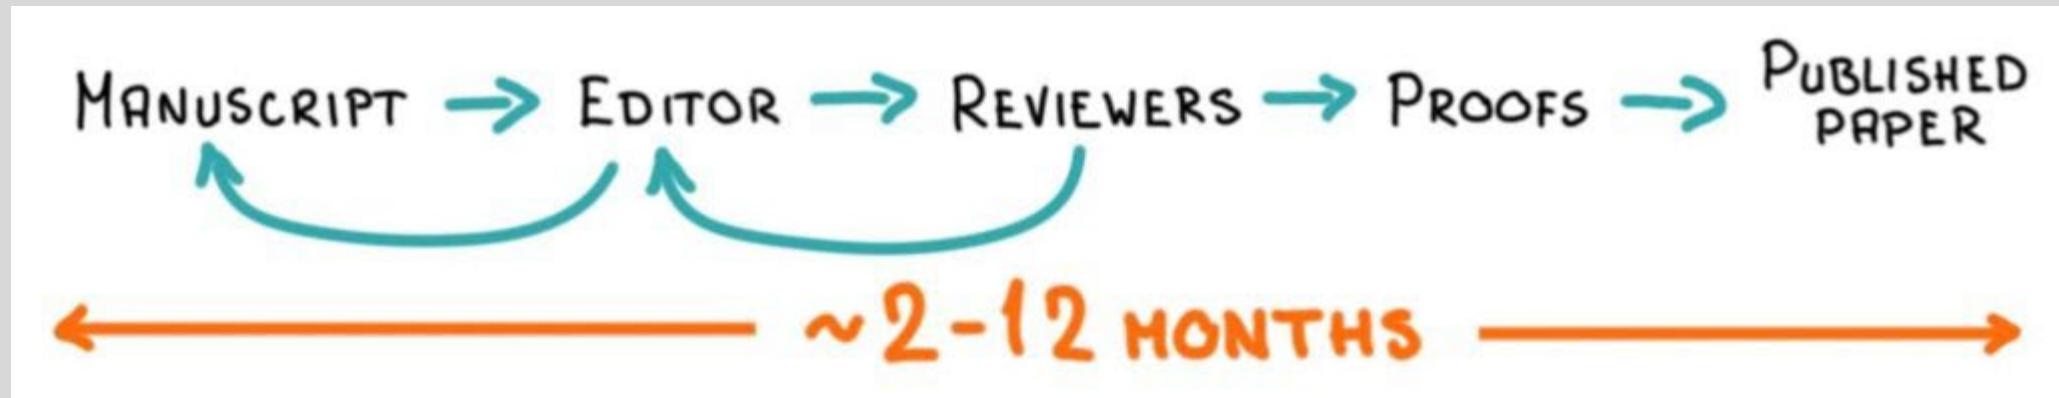 MANUSCRIPT → EDITOR → REVIEWERS → PROOFS → PUBLISHED
PAPER
~2-12 MONTHS